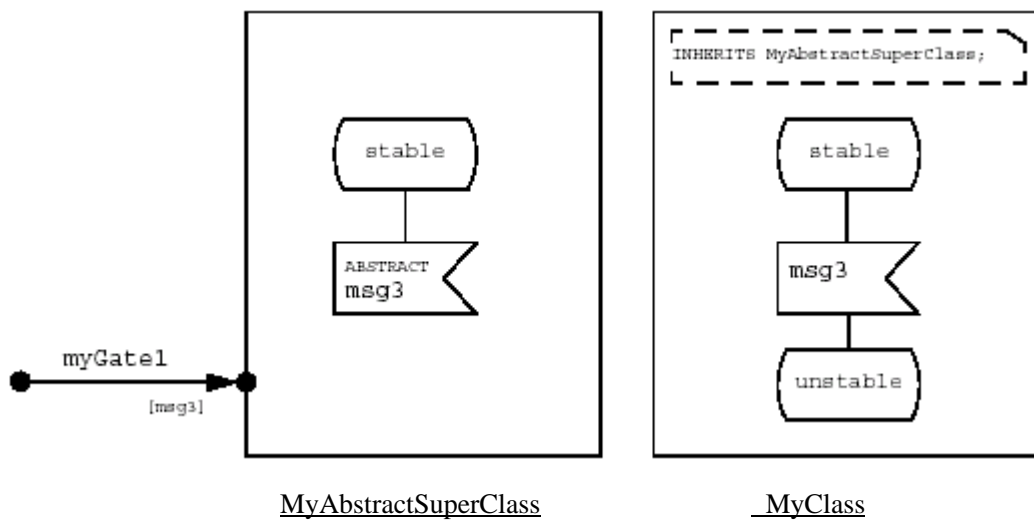 INHERITS MyAbstractSuperClass;
stable
stable
ABSTRACT
msg3
msg3
myGate1
[msg3]
unstable
MyAbstractSuperClass
MyClass